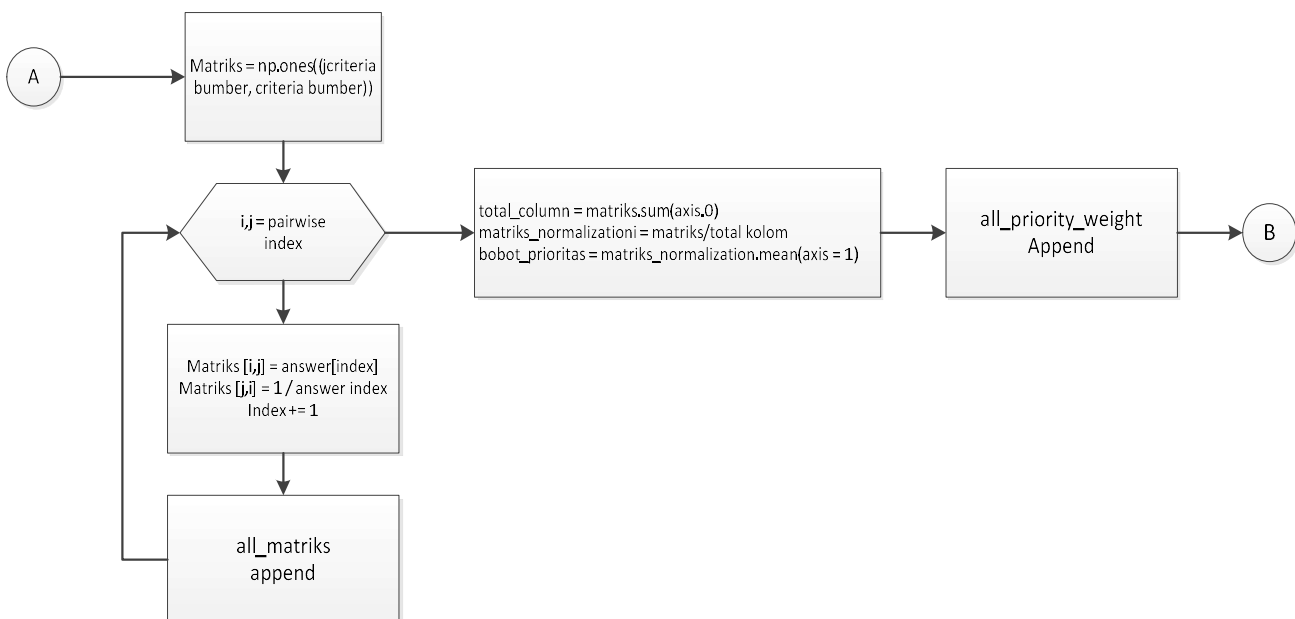 A
Matriks = np.ones((jcriteria
bumber, criteria bumber))
i,j = pairwise
index
total_column = matriks.sum(axis.0)
matriks_normalizationi = matriks/total kolom
bobot_prioritas = matriks_normalization.mean(axis = 1)
all_priority_weight
Append
B
Matriks [i,j] = answer[index]
Matriks [j,i] = 1 / answer index
Index += 1
all_matriks
append